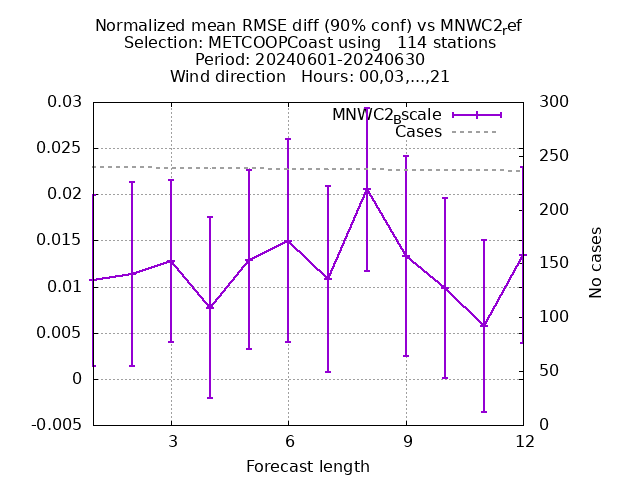 Normalized mean RMSE diff (90% conf) vs MNWC2ref
Selection: METCOOPCoast using   114 stations
Period: 20240601-20240630
Wind direction   Hours: 00,03,...,21
MNWC2Bscale
Cases
0.03
0.025
0.02
0.015
0.01
0.005
0
-0.005
300
250
200
150
100
50
0
No cases
3
6
9
12
Forecast length